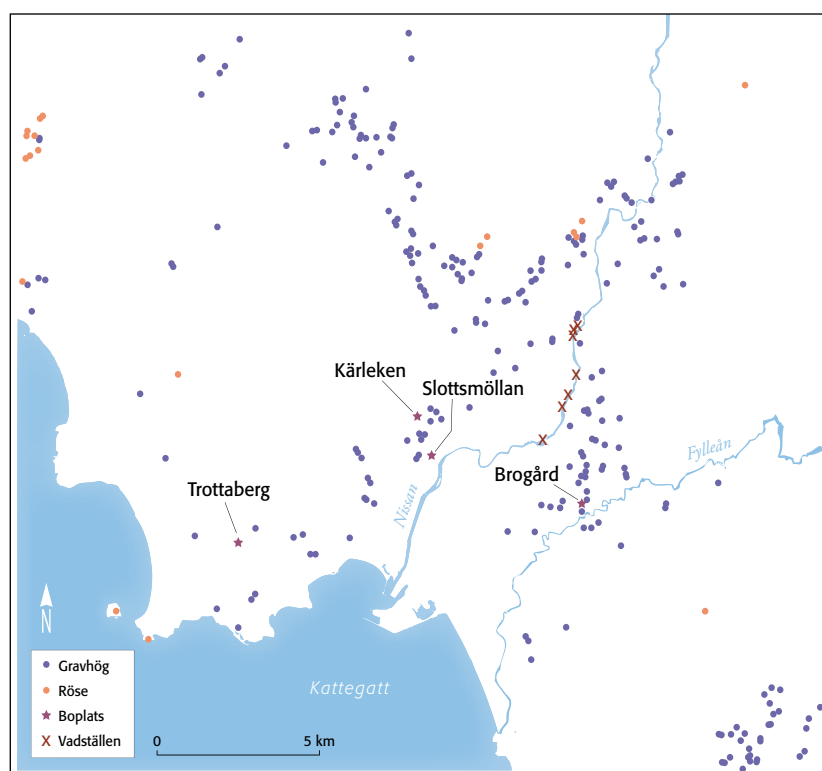 Kärleken
Slottsmöllan
Fylleån
Brogård
Trottaberg
Nissan
N
Kattegatt
Gravhög
Röse
Boplats
Vadställen
0 5 km